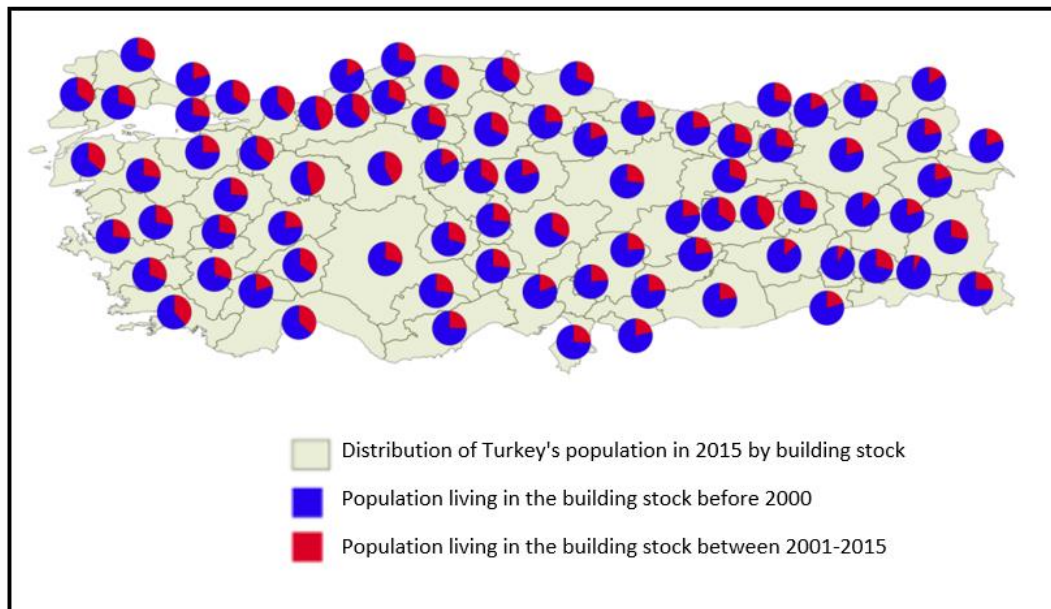 Distribution of Turkey's population in 2015 by building stock
Population living in the building stock before 2000
Population living in the building stock between 2001-2015